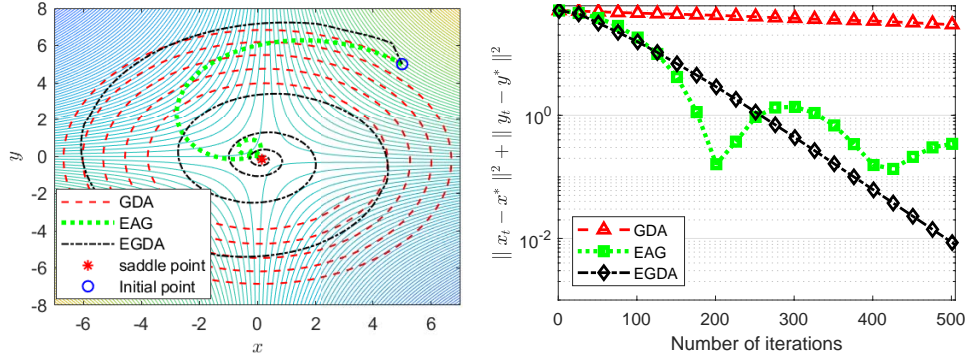 8
6
4
2
0
-2
-4
-6
-8
y
GDA
EAG
EGDA
saddle point
Initial point
-6 -4 -2 0 2 4 6
x
‖ x_t − x* ‖² + ‖ y_t − y* ‖²
10⁰
10⁻²
GDA
EAG
EGDA
0 100 200 300 400 500
Number of iterations